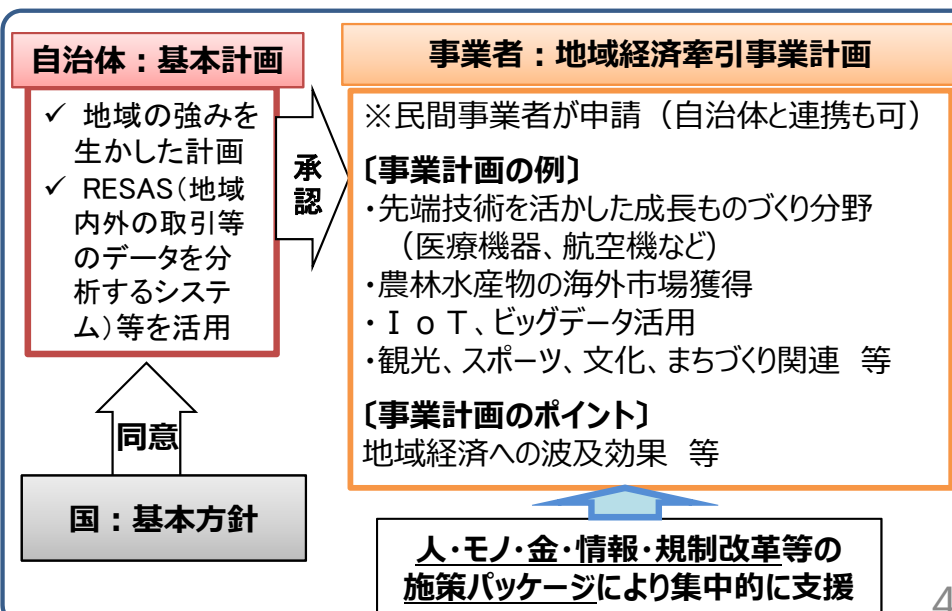 自治体：基本計画
✓ 地域の強みを
生かした計画
✓ RESAS（地域
内外の取引等
のデータを分
析するシステ
ム）等を活用
承
認
同意
国：基本方針
事業者：地域経済牽引事業計画
※民間事業者が申請（自治体と連携も可）
〔事業計画の例〕
・先端技術を活かした成長ものづくり分野
（医療機器、航空機など）
・農林水産物の海外市場獲得
・ＩｏＴ、ビッグデータ活用
・観光、スポーツ、文化、まちづくり関連　等
〔事業計画のポイント〕
地域経済への波及効果　等
人・モノ・金・情報・規制改革等の
施策パッケージにより集中的に支援
4